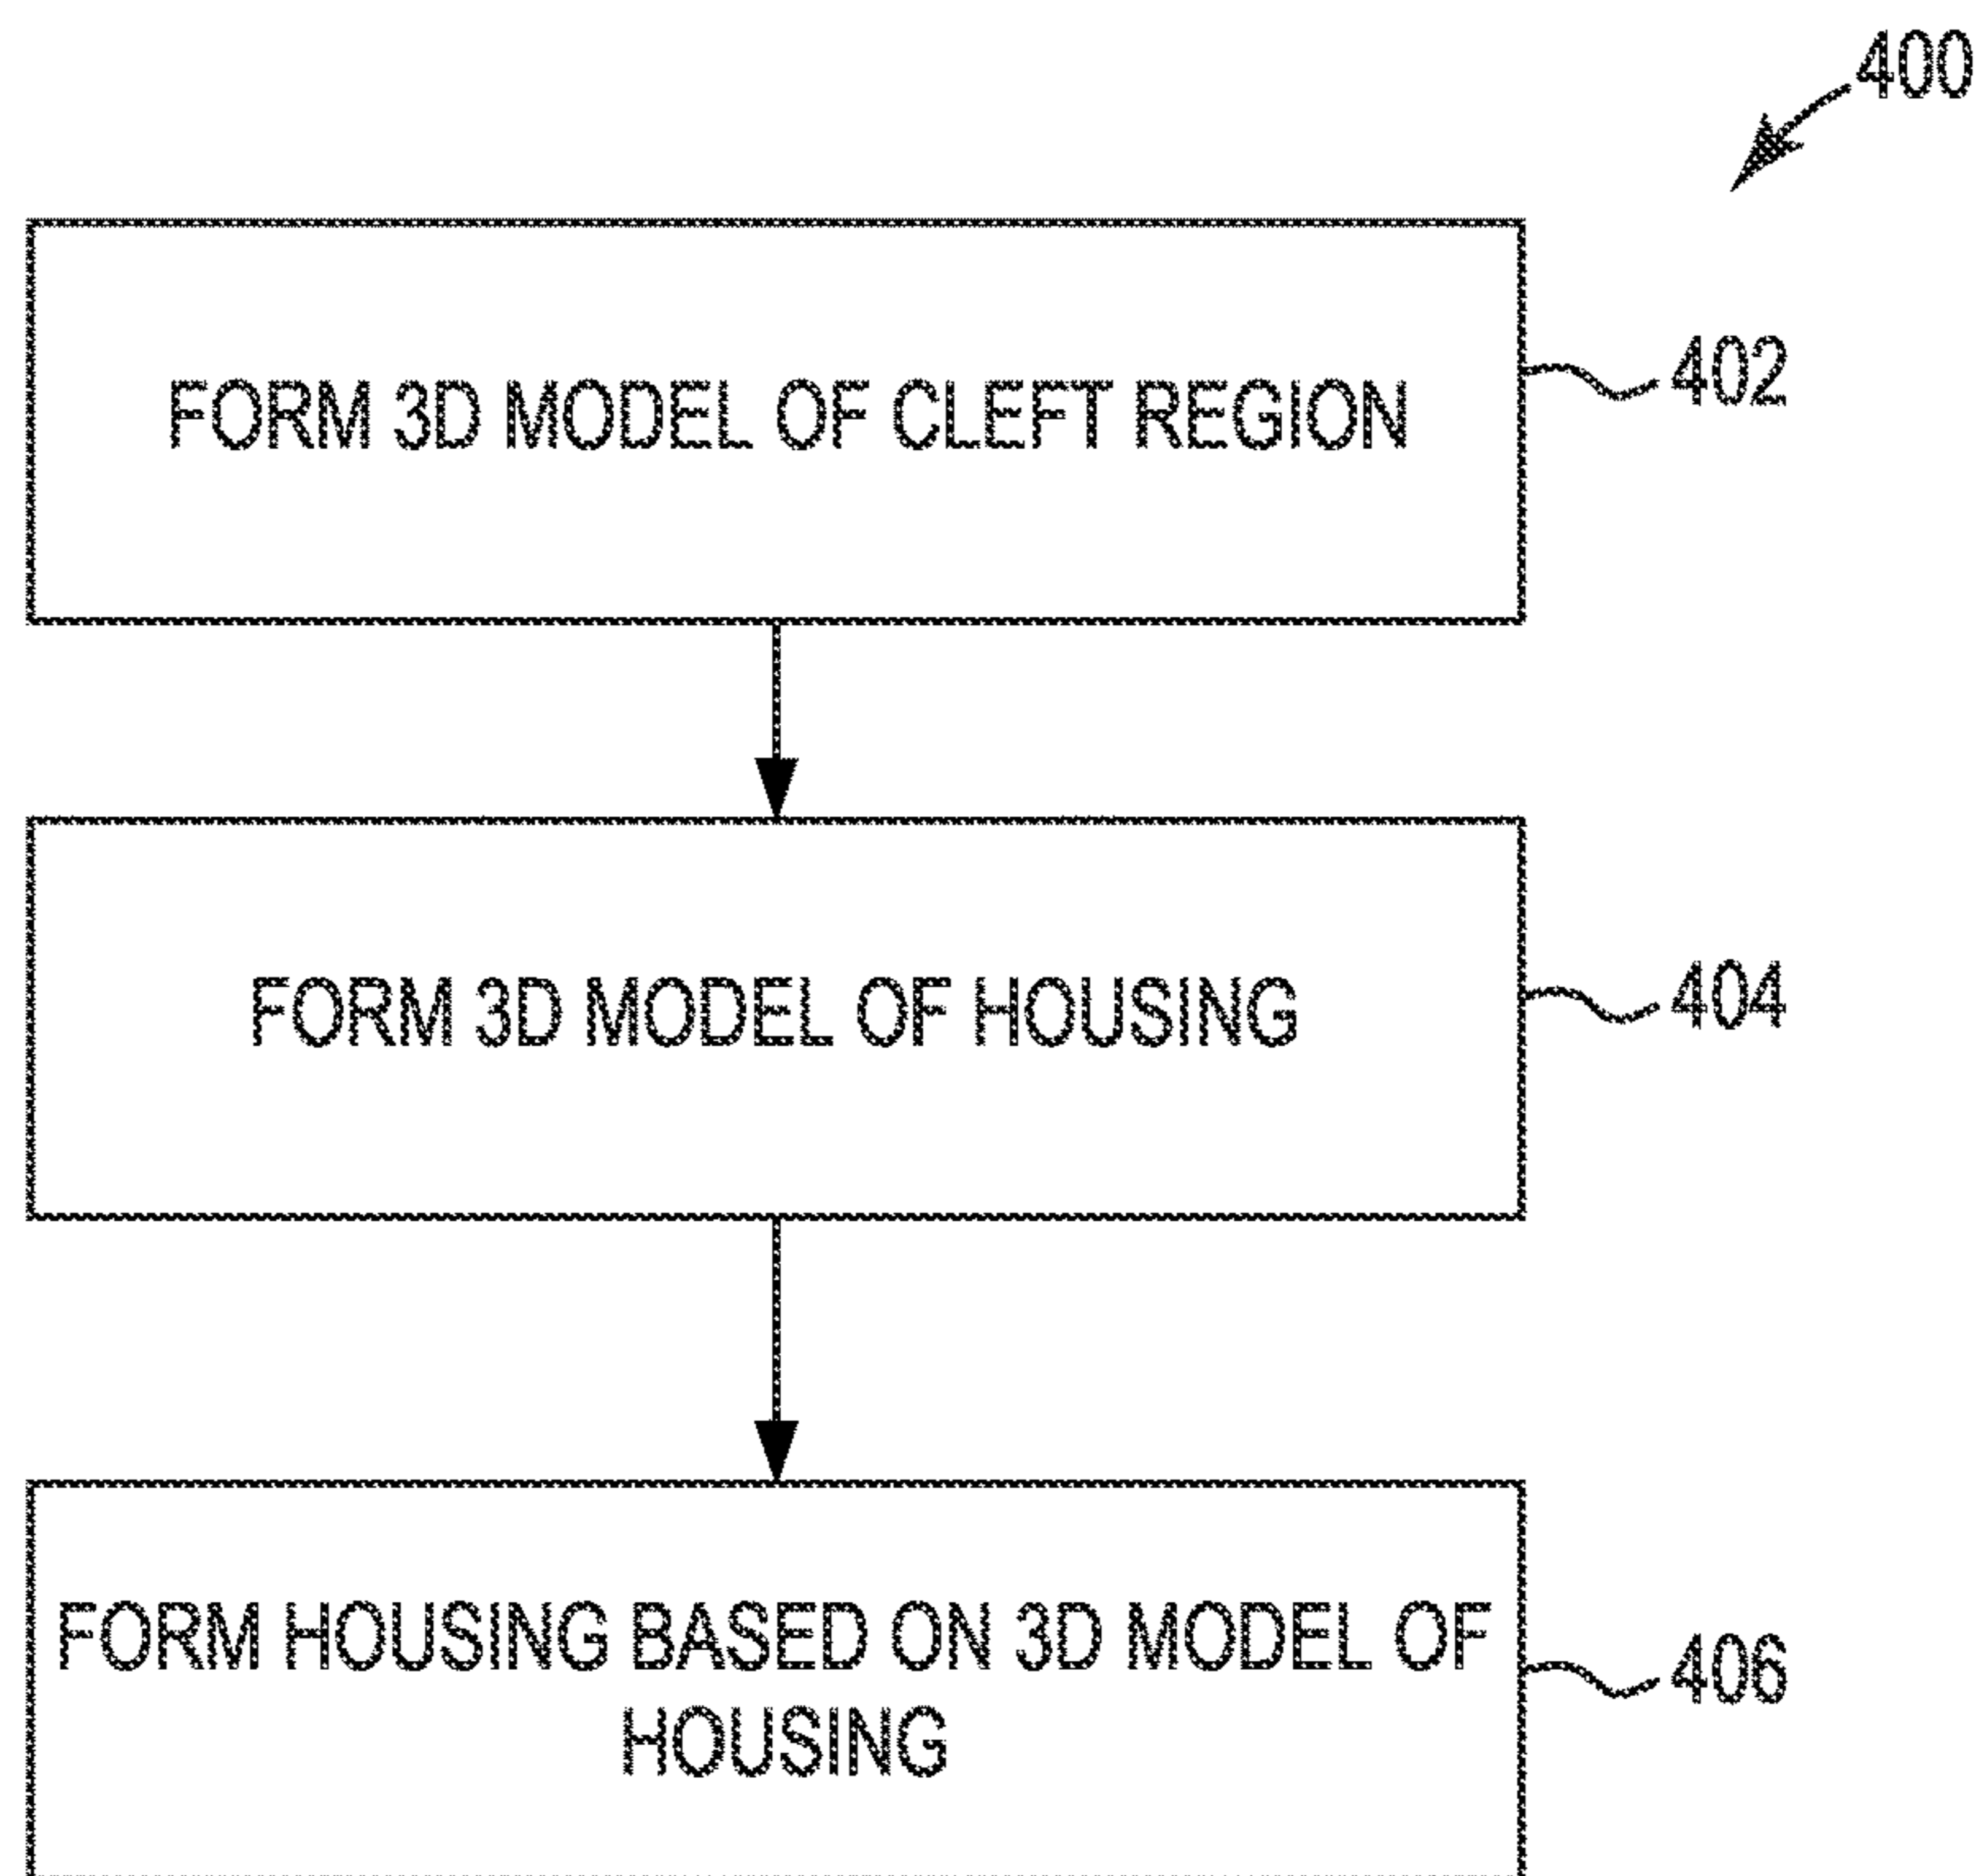 400
FORM 3D MODEL OF CLEFT REGION
402
FORM 3D MODEL OF HOUSING
404
FORM HOUSING BASED ON 3D MODEL OF
HOUSING
406